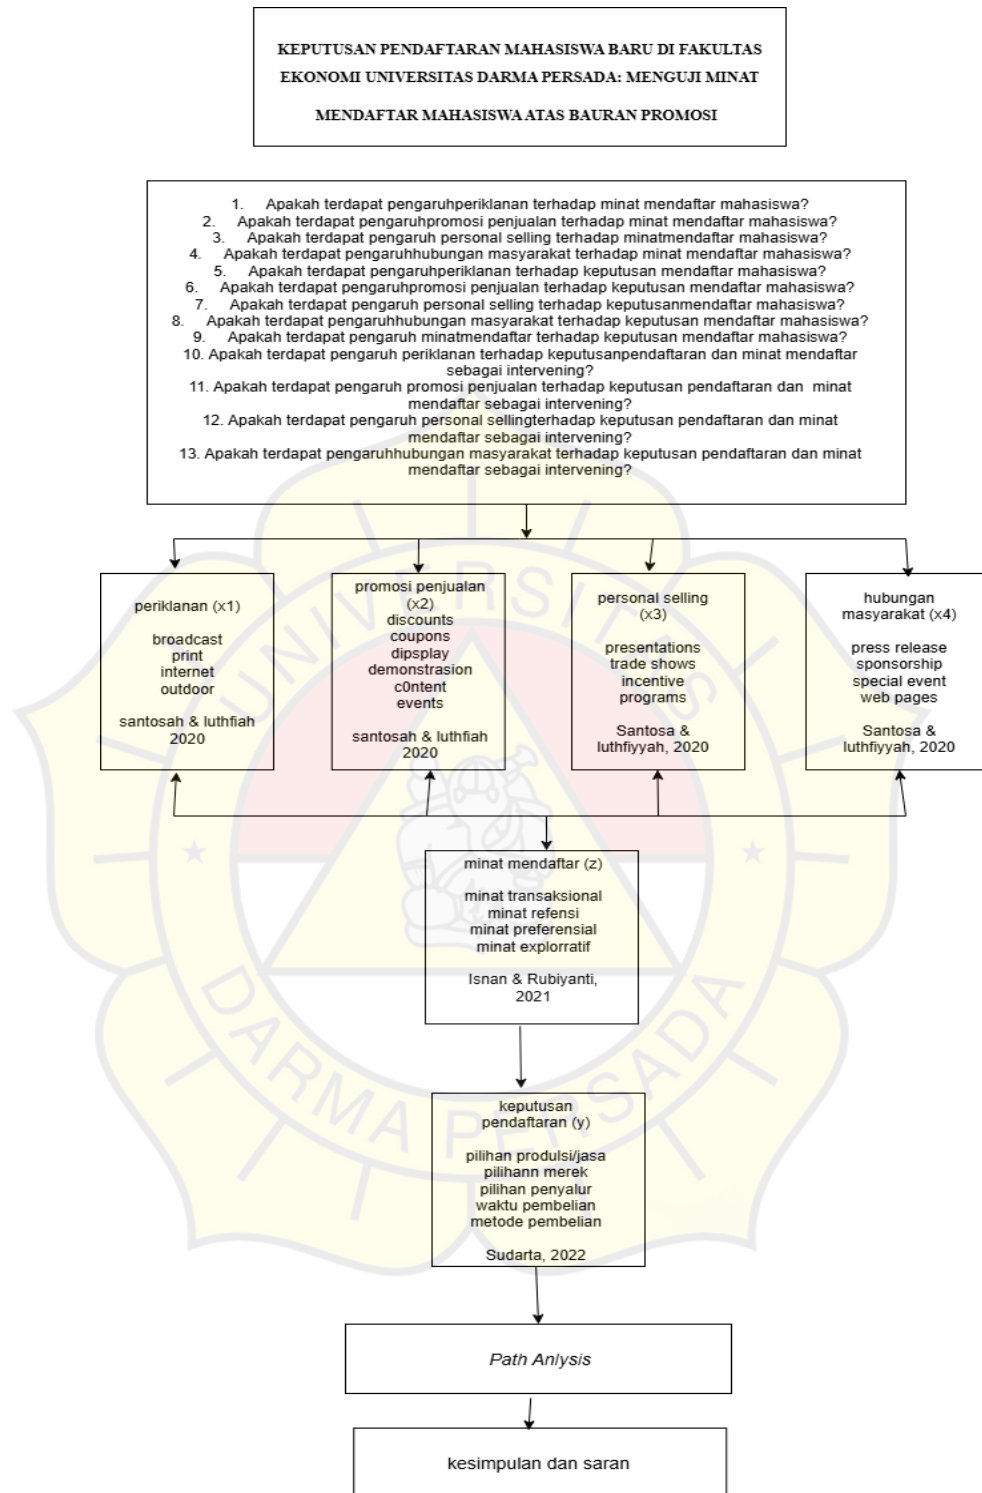 KEPUTUSAN PENDAFTARAN MAHASISWA BARU DI FAKULTAS
EKONOMI UNIVERSITAS DARMA PERSADA: MENGUJI MINAT
MENDAFTAR MAHASISWA ATAS BAURAN PROMOSI
1. Apakah terdapat pengaruhperiklanan terhadap minat mendaftar mahasiswa?
2. Apakah terdapat pengaruhpromosi penjualan terhadap minat mendaftar mahasiswa?
3. Apakah terdapat pengaruh personal selling terhadap minatmendaftar mahasiswa?
4. Apakah terdapat pengaruhhubungan masyarakat terhadap minat mendaftar mahasiswa?
5. Apakah terdapat pengaruhperiklanan terhadap keputusan mendaftar mahasiswa?
6. Apakah terdapat pengaruhpromosi penjualan terhadap keputusan mendaftar mahasiswa?
7. Apakah terdapat pengaruh personal selling terhadap keputusanmendaftar mahasiswa?
8. Apakah terdapat pengaruhhubungan masyarakat terhadap keputusan mendaftar mahasiswa?
9. Apakah terdapat pengaruh minatmendaftar terhadap keputusan mendaftar mahasiswa?
10. Apakah terdapat pengaruh periklanan terhadap keputusanpendaftaran dan minat mendaftar
sebagai intervening?
11. Apakah terdapat pengaruh promosi penjualan terhadap keputusan pendaftaran dan minat
mendaftar sebagai intervening?
12. Apakah terdapat pengaruh personal sellingterhadap keputusan pendaftaran dan minat
mendaftar sebagai intervening?
13. Apakah terdapat pengaruhhubungan masyarakat terhadap keputusan pendaftaran dan minat
mendaftar sebagai intervening?
periklanan (x1)
broadcast
print
internet
outdoor
santosah & luthfiah
2020
promosi penjualan
(x2)
discounts
coupons
dipsplay
demonstrasion
c0ntent
events
santosah & luthfiah
2020
personal selling
(x3)
presentations
trade shows
incentive
programs
Santosa &
luthfiyyah, 2020
hubungan
masyarakat (x4)
press release
sponsorship
special event
web pages
Santosa &
luthfiyyah, 2020
minat mendaftar (z)
minat transaksional
minat refensi
minat preferensial
minat explorratif
Isnan & Rubiyanti,
2021
keputusan
pendaftaran (y)
pilihan produlsi/jasa
pilihann merek
pilihan penyalur
waktu pembelian
metode pembelian
Sudarta, 2022
Path Anlysis
kesimpulan dan saran
UNIVERSITAS
DARMA PERSADA